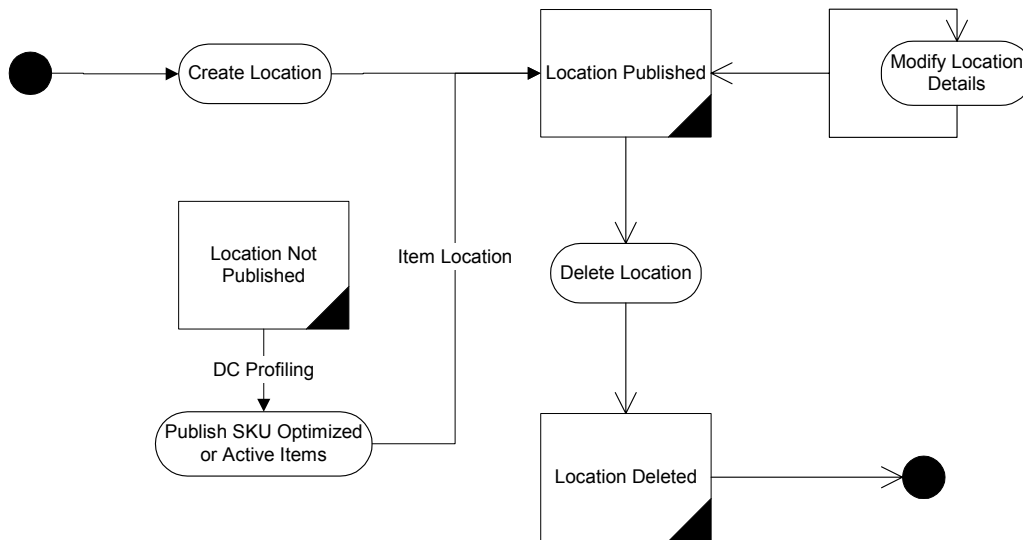 Create Location
Location Published
Modify Location
Details
Location Not
Published
Item Location
Delete Location
DC Profiling
Publish SKU Optimized
or Active Items
Location Deleted